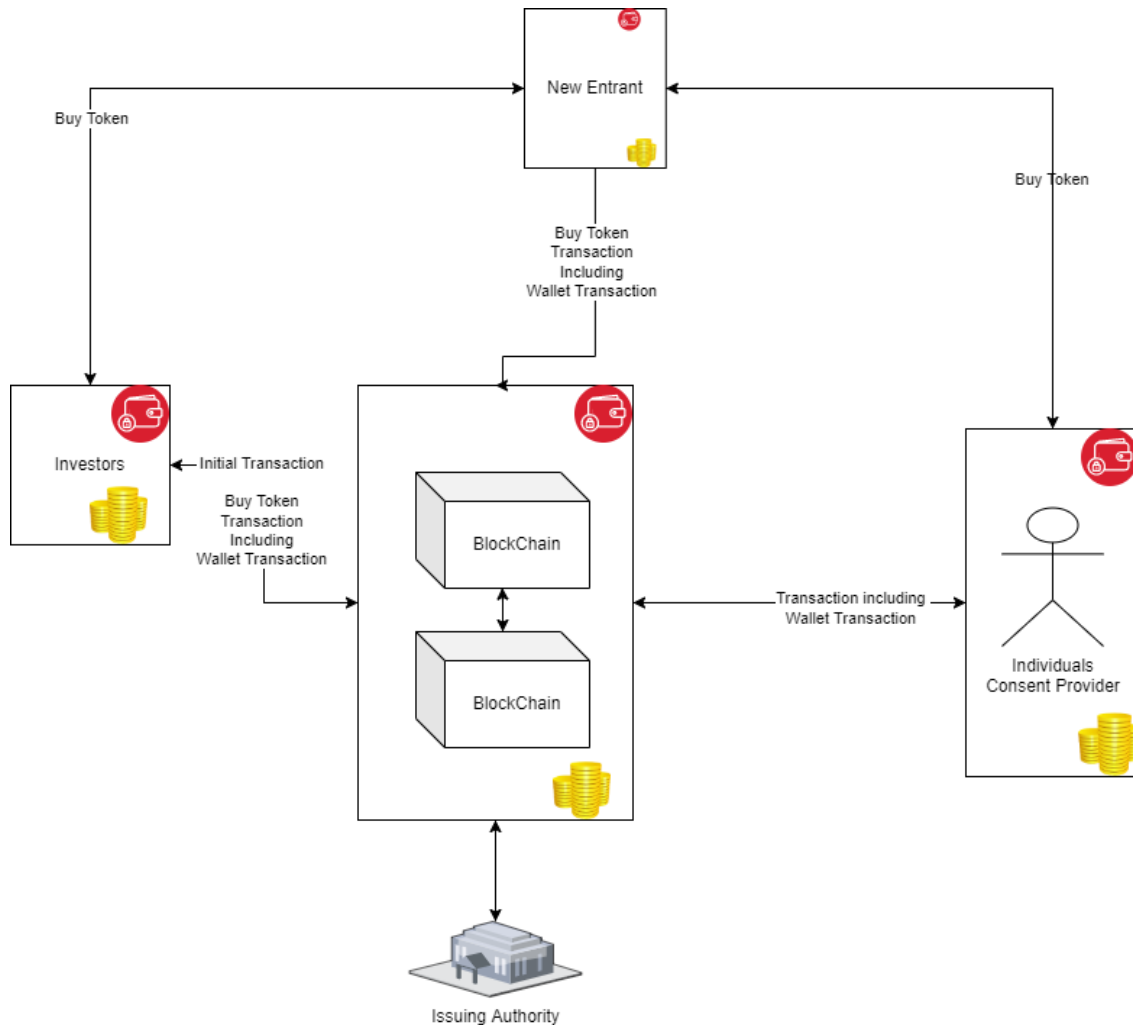 New Entrant
Buy Token
Buy Token
Buy Token
Transaction
Including
Wallet Transaction
Investors
Initial Transaction
Buy Token
Transaction
Including
Wallet Transaction
BlockChain
BlockChain
Transaction including
Wallet Transaction
Individuals
Consent Provider
Issuing Authority